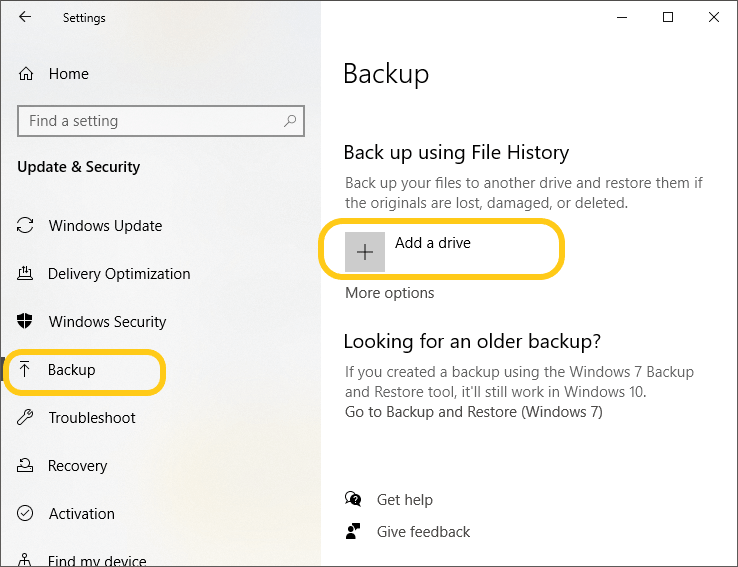 Settings
Home
Find a setting
Update & Security
Windows Update
Delivery Optimization
Windows Security
Backup
Troubleshoot
Recovery
Activation
Find my device
Backup
Back up using File History
Back up your files to another drive and restore them if
the originals are lost, damaged, or deleted.
Add a drive
More options
Looking for an older backup?
If you created a backup using the Windows 7 Backup
and Restore tool, it'll still work in Windows 10.
Go to Backup and Restore (Windows 7)
Get help
Give feedback